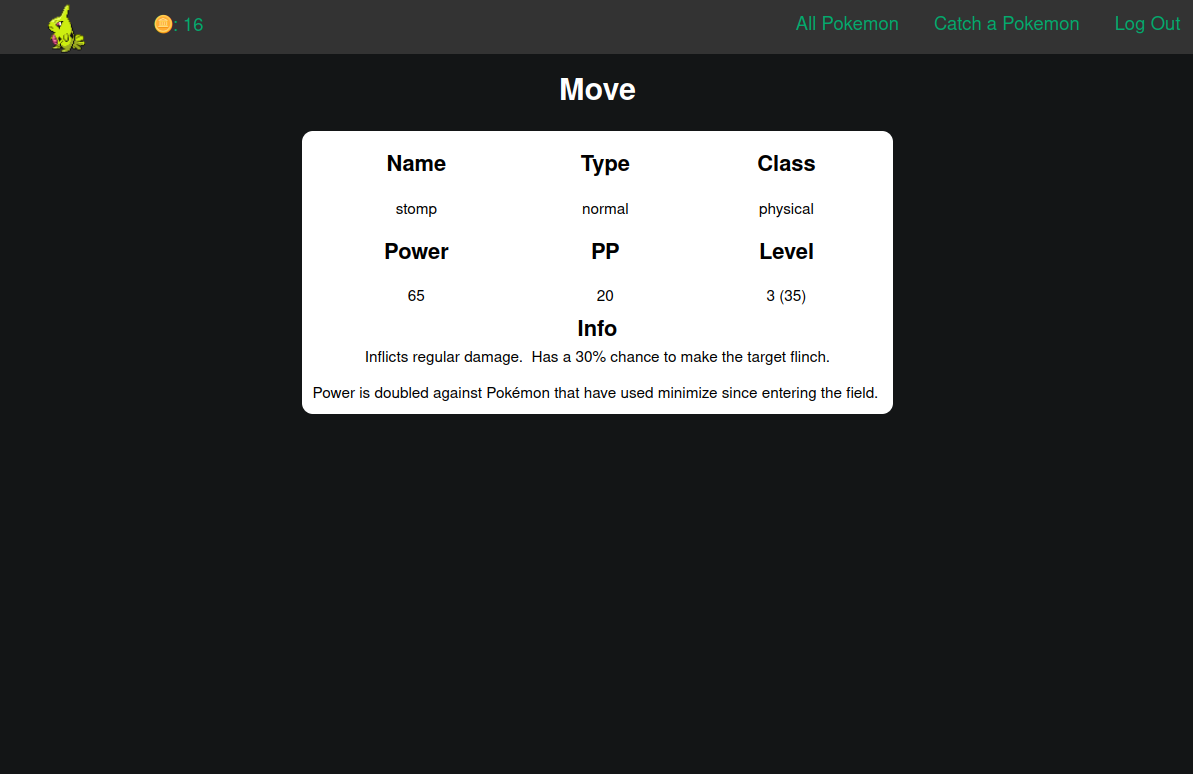 🪙: 16 All Pokemon Catch a Pokemon Log Out
Move
Name Type Class
stomp normal physical
Power PP Level
65 20 3 (35)
Info
Inflicts regular damage.  Has a 30% chance to make the target flinch.
Power is doubled against Pokémon that have used minimize since entering the field.